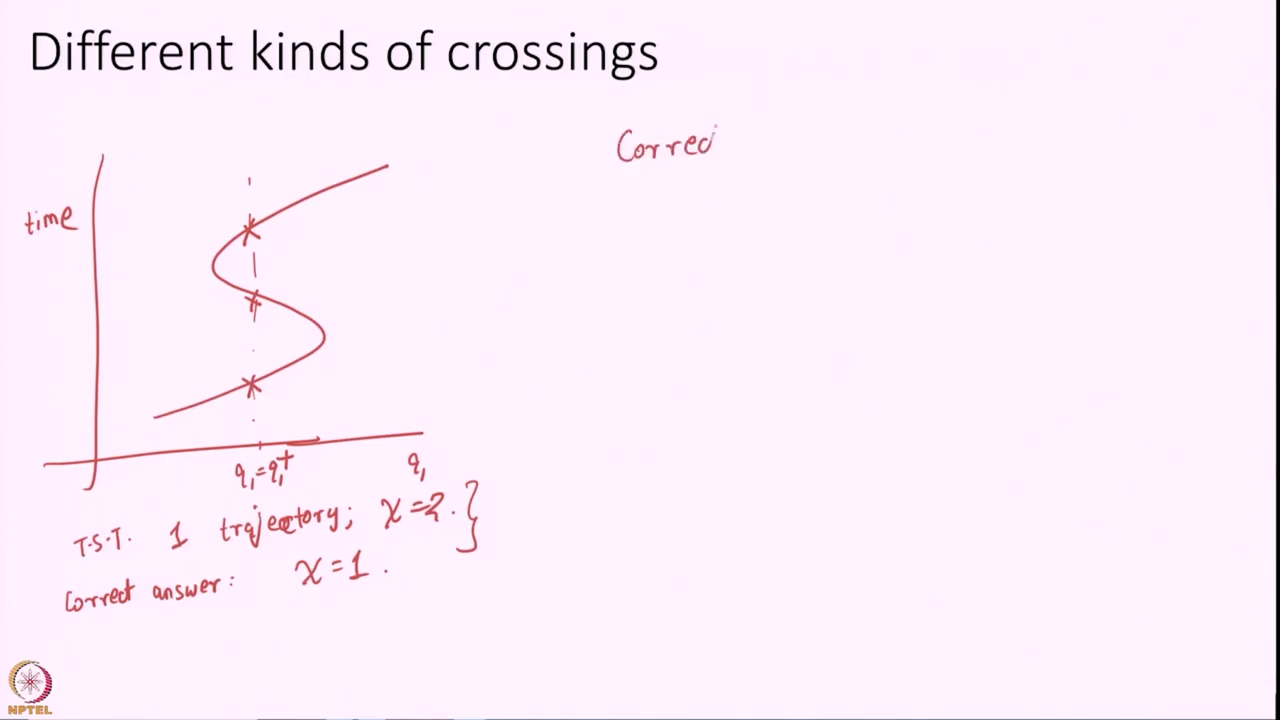 Different kinds of crossings
Correc
time
q₁=q₁‡
q₁
T.S.T. 1 trajectory; χ=2. }
Correct answer: χ=1.
NPTEL